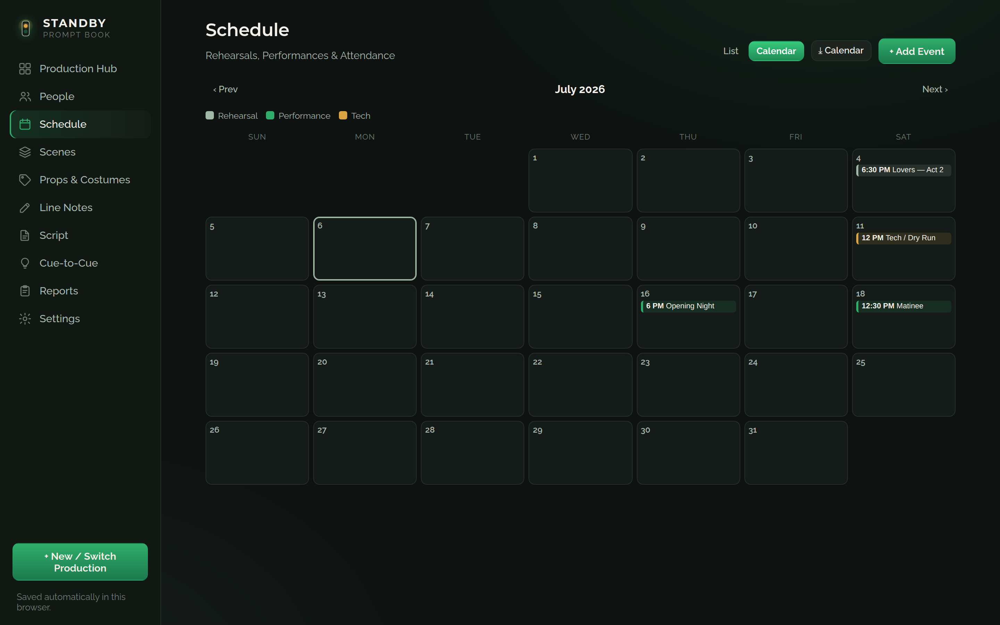 STANDBY
PROMPT BOOK
Production Hub
People
Schedule
Scenes
Props & Costumes
Line Notes
Script
Cue-to-Cue
Reports
Settings
+ New / Switch
Production
Saved automatically in this
browser.
Schedule
Rehearsals, Performances & Attendance
List
Calendar
⤓ Calendar
+ Add Event
‹ Prev
July 2026
Next ›
Rehearsal
Performance
Tech
SUN MON TUE WED THU FRI SAT
1 2 3 4
6:30 PM Lovers — Act 2
5 6 7 8 9 10 11
12 PM Tech / Dry Run
12 13 14 15 16 17 18
6 PM Opening Night
12:30 PM Matinee
19 20 21 22 23 24 25
26 27 28 29 30 31